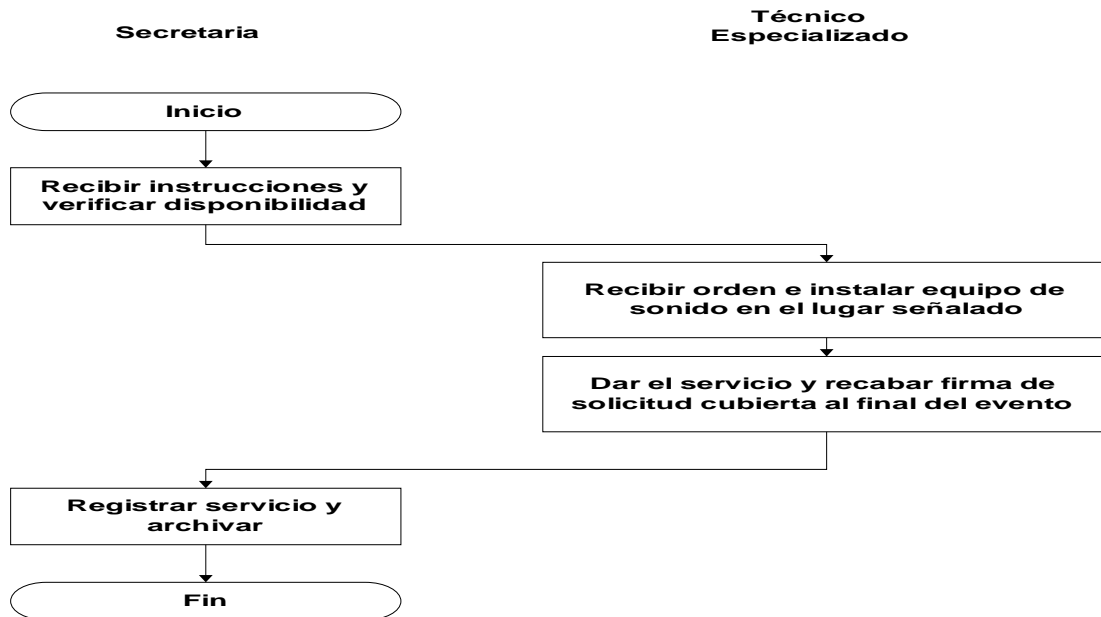 Secretaria
Técnico
Especializado
Inicio
Recibir instrucciones y
verificar disponibilidad
Recibir orden e instalar equipo de
sonido en el lugar señalado
Dar el servicio y recabar firma de
solicitud cubierta al final del evento
Registrar servicio y
archivar
Fin